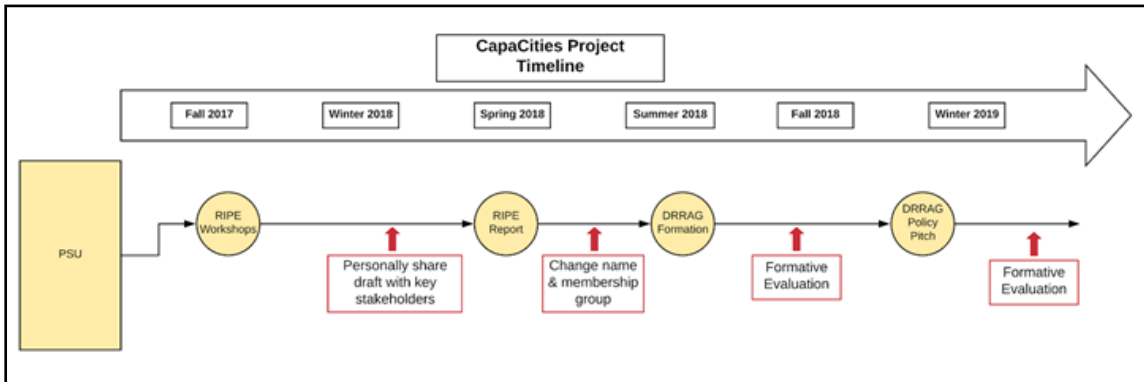 CapaCities Project
Timeline
Fall 2017
Winter 2018
Spring 2018
Summer 2018
Fall 2018
Winter 2019
PSU
RIPE
Workshops
RIPE
Report
DRRAG
Formation
DRRAG
Policy
Pitch
Personally share
draft with key
stakeholders
Change name
& membership
group
Formative
Evaluation
Formative
Evaluation